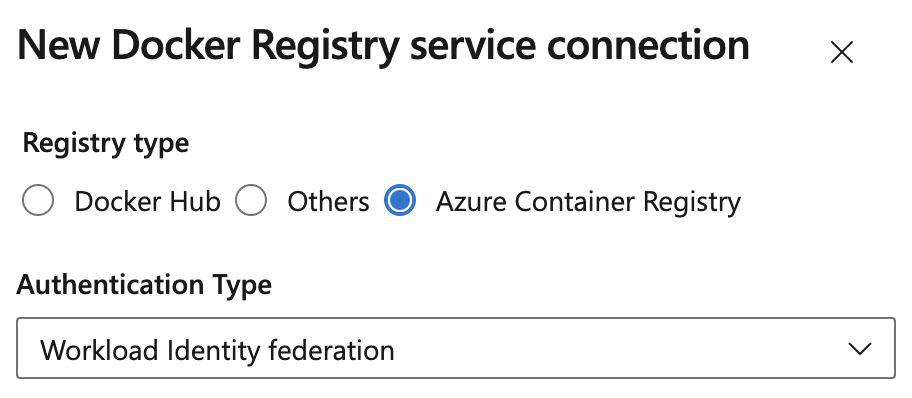 New Docker Registry service connection
Registry type
Docker Hub Others Azure Container Registry
Authentication Type
Workload Identity federation